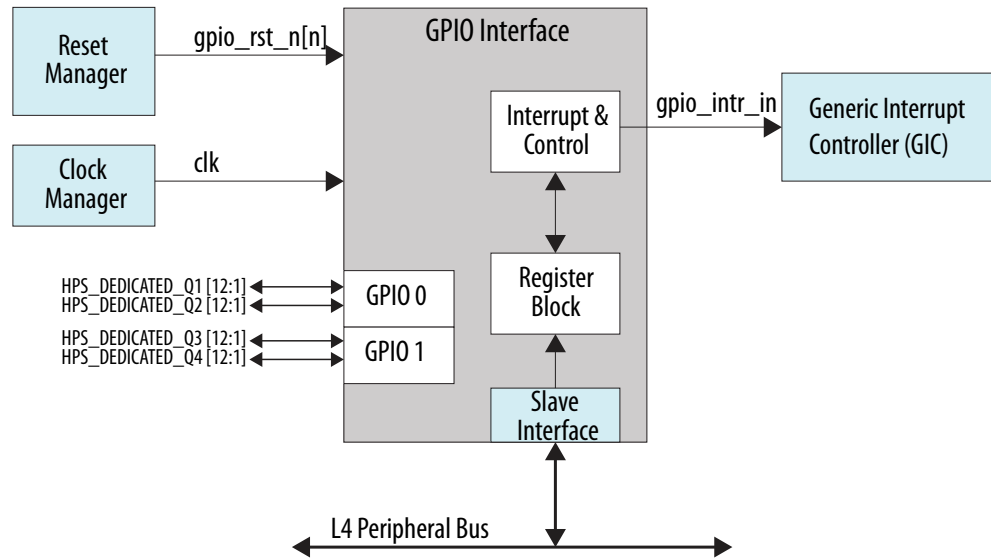 GPIO Interface
Reset
Manager
gpio_rst_n[n]
Interrupt &
Control
gpio_intr_in
Generic Interrupt
Controller (GIC)
Clock
Manager
clk
HPS_DEDICATED_Q1 [12:1]
HPS_DEDICATED_Q2 [12:1]
GPIO 0
HPS_DEDICATED_Q3 [12:1]
HPS_DEDICATED_Q4 [12:1]
GPIO 1
Register
Block
Slave
Interface
L4 Peripheral Bus